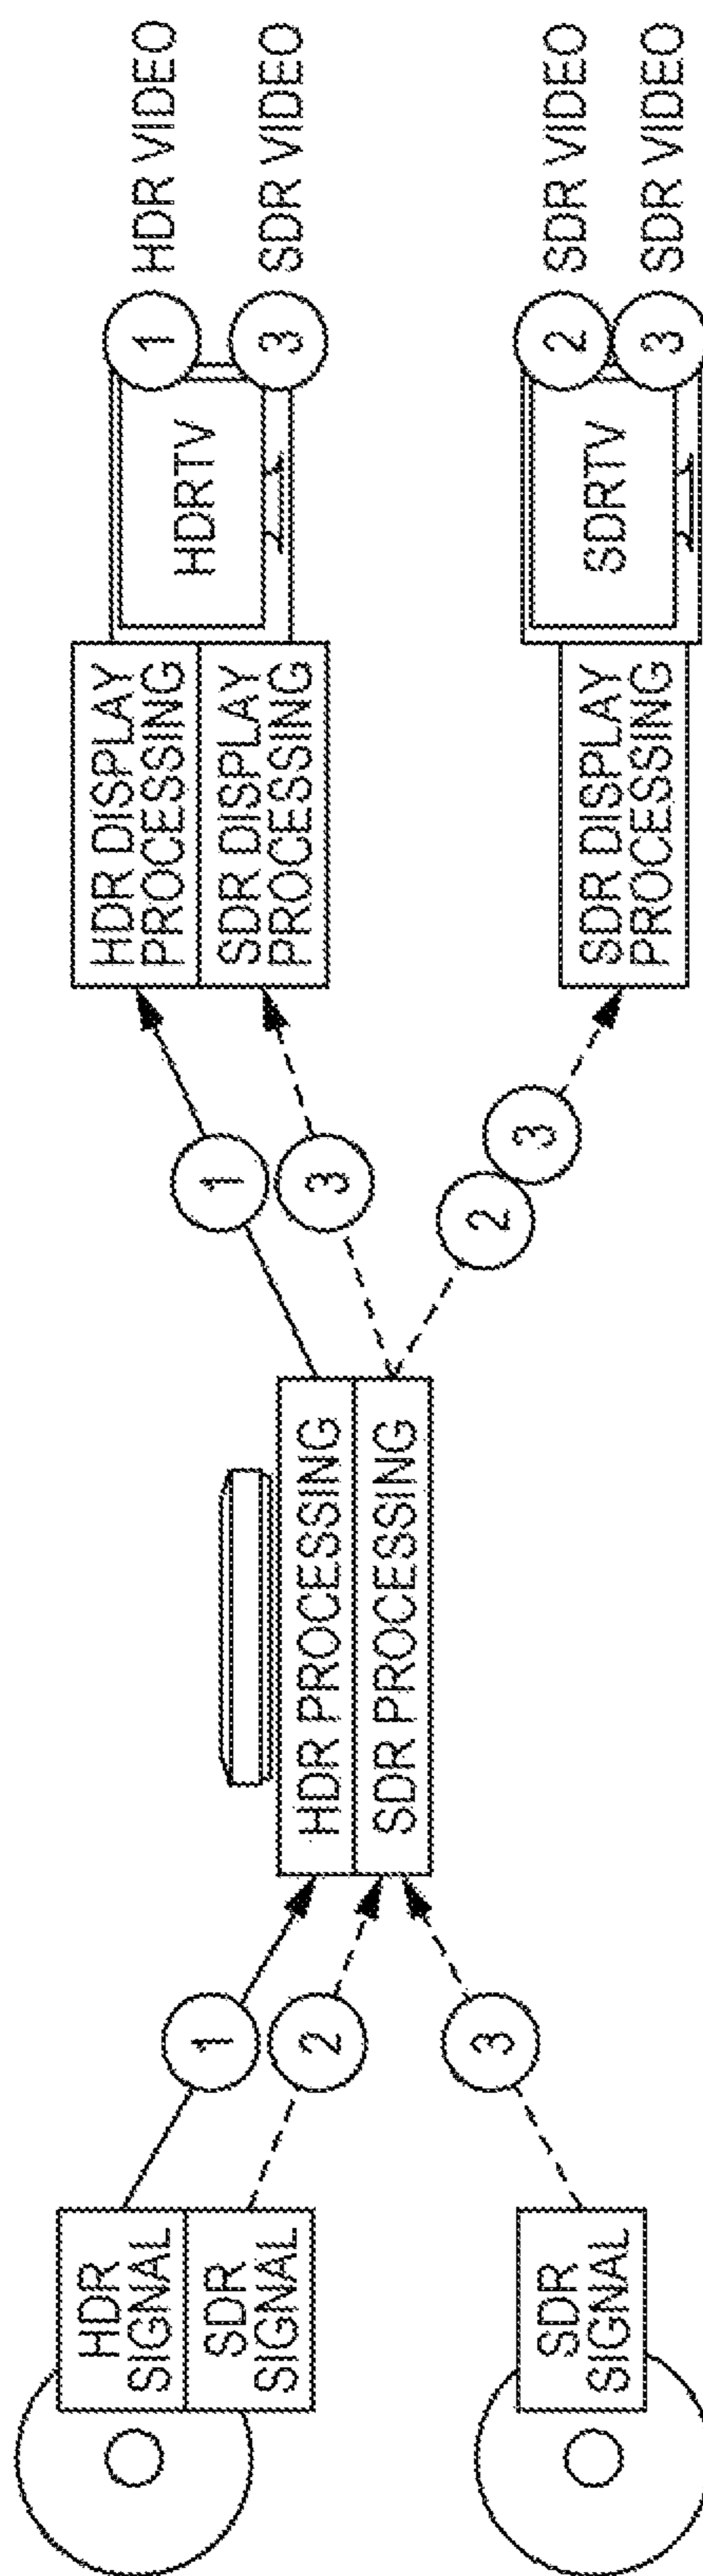 HDR
SIGNAL
SDR
SIGNAL
SDR
SIGNAL
1
2
3
HDR PROCESSING
SDR PROCESSING
1
3
2
3
HDR DISPLAY
PROCESSING
SDR DISPLAY
PROCESSING
SDR DISPLAY
PROCESSING
HDRTV
1
HDR VIDEO
3
SDR VIDEO
SDRTV
2
SDR VIDEO
3
SDR VIDEO